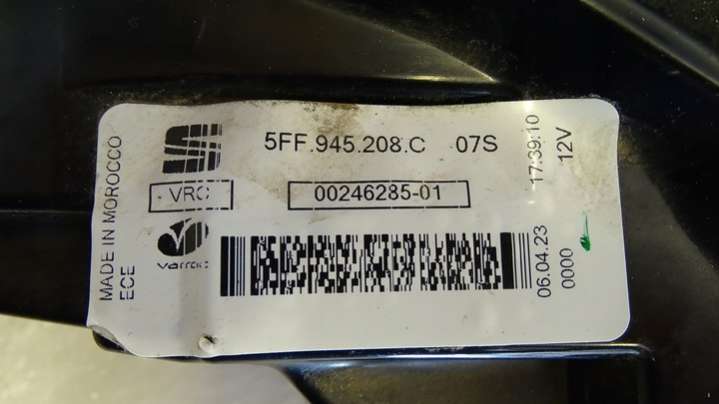 5FF.945.208.C 07S
VRC
00246285-01
varroc
MADE IN MOROCCO
ECE
17:39:10
12V
06.04.23
0000